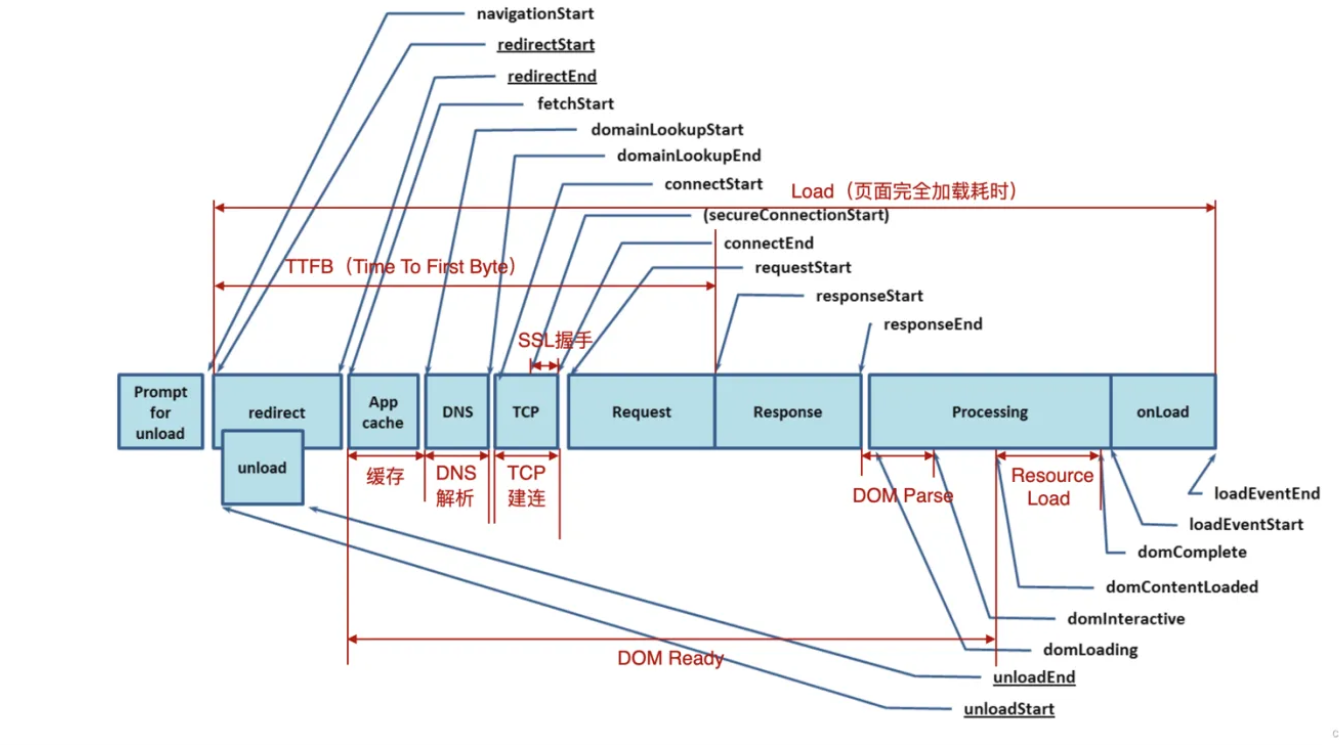 navigationStart
redirectStart
redirectEnd
fetchStart
domainLookupStart
domainLookupEnd
connectStart
Load（页面完全加载耗时）
(secureConnectionStart)
connectEnd
TTFB（Time To First Byte）
requestStart
responseStart
responseEnd
SSL握手
Prompt
for
unload
redirect
unload
App
cache
DNS
TCP
Request
Response
Processing
onLoad
缓存
DNS
解析
TCP
建连
DOM Parse
Resource
Load
loadEventEnd
loadEventStart
domComplete
domContentLoaded
domInteractive
domLoading
DOM Ready
unloadEnd
unloadStart
c